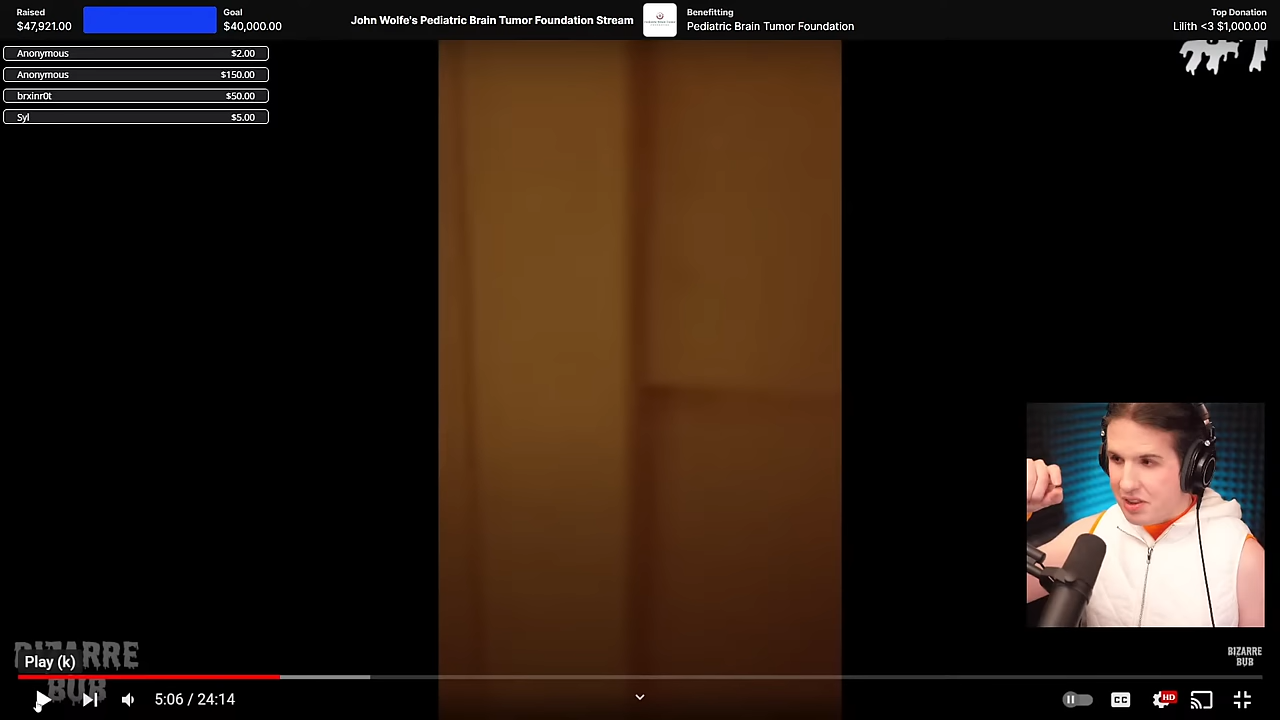 Raised
$47,921.00
Goal
$40,000.00
John Wolfe's Pediatric Brain Tumor Foundation Stream
Benefitting
Pediatric Brain Tumor Foundation
Top Donation
Lilith <3 $1,000.00
Anonymous $2.00
Anonymous $150.00
brxinr0t $50.00
Syl $5.00
BIZARRE
BUB
Play (k)
5:06 / 24:14
CC
HD
BIZARRE
BUB